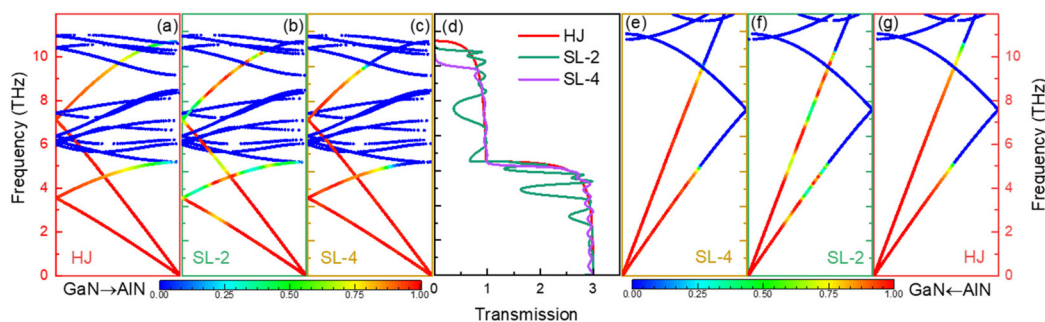 (a)
(b)
(c)
(d)
(e)
(f)
(g)
HJ
SL-2
SL-4
Frequency (THz)
10
8
6
4
2
0
HJ
SL-2
SL-4
SL-4
SL-2
HJ
10
8
6
4
2
0
Frequency (THz)
GaN→AlN
0.00 0.25 0.50 0.75 1.00
0 1 2 3
Transmission
0.00 0.25 0.50 0.75 1.00
GaN←AlN